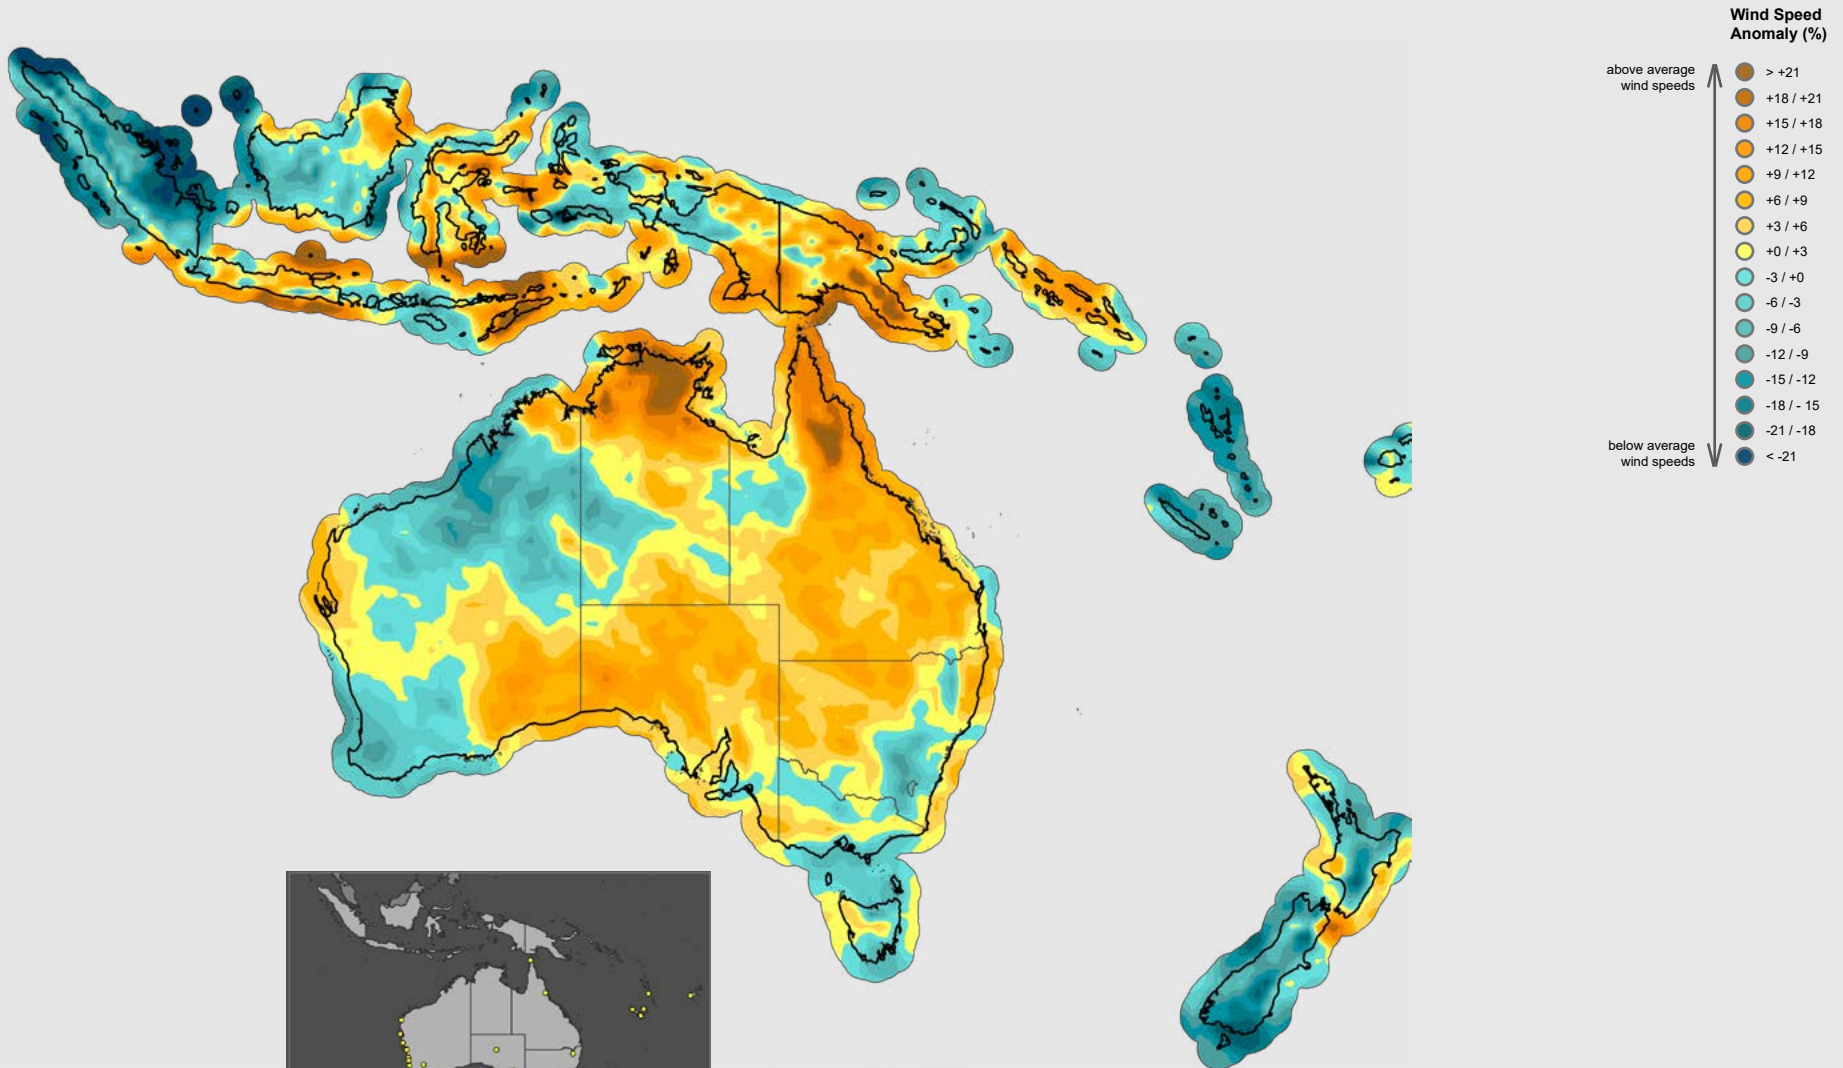 Wind Speed
Anomaly (%)
above average
wind speeds
> +21
+18 / +21
+15 / +18
+12 / +15
+9 / +12
+6 / +9
+3 / +6
+0 / +3
-3 / +0
-6 / -3
-9 / -6
-12 / -9
-15 / -12
-18 / - 15
-21 / -18
< -21
below average
wind speeds